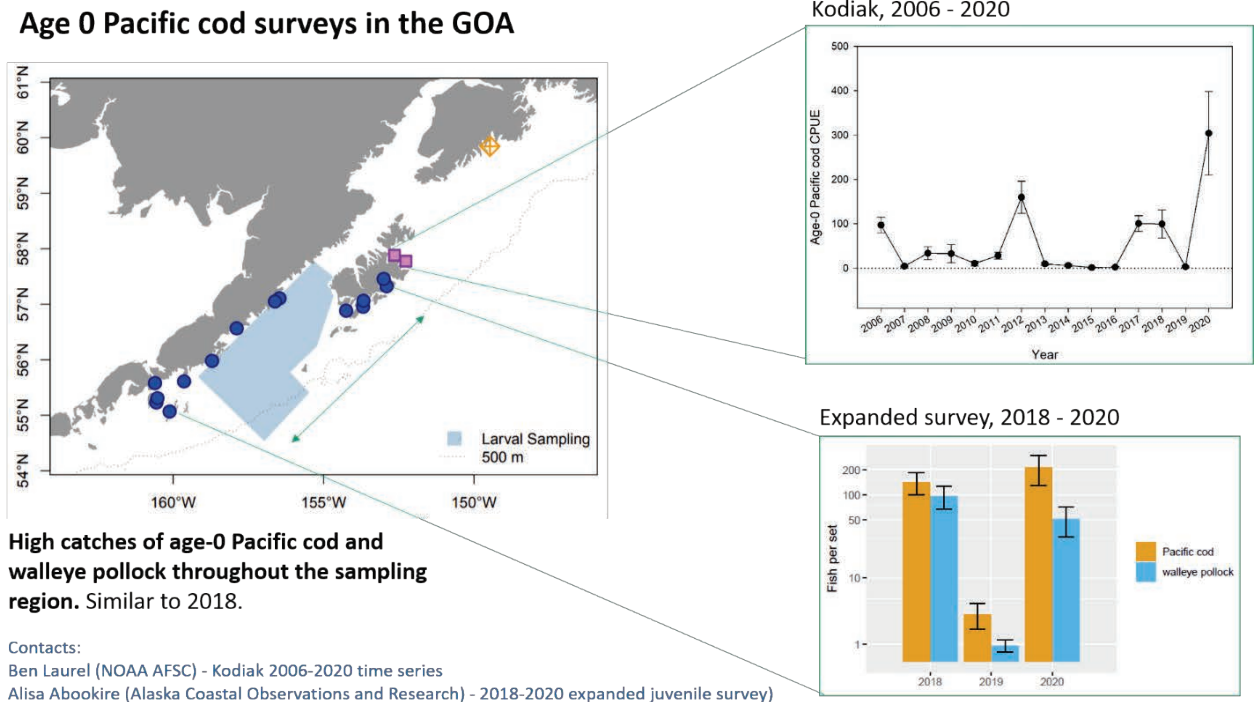 Age 0 Pacific cod surveys in the GOA
61°N
60°N
59°N
58°N
57°N
56°N
55°N
54°N
160°W
155°W
150°W
Larval Sampling
500 m
High catches of age-0 Pacific cod and
walleye pollock throughout the sampling
region. Similar to 2018.
Contacts:
Ben Laurel (NOAA AFSC) - Kodiak 2006-2020 time series
Alisa Abookire (Alaska Coastal Observations and Research) - 2018-2020 expanded juvenile survey)
Kodiak, 2006 - 2020
Age-0 Pacific cod CPUE
500
400
300
200
100
0
2006
2007
2008
2009
2010
2011
2012
2013
2014
2015
2016
2017
2018
2019
2020
Year
Expanded survey, 2018 - 2020
Fish per set
200
100
50
10
1
2018
2019
2020
Pacific cod
walleye pollock